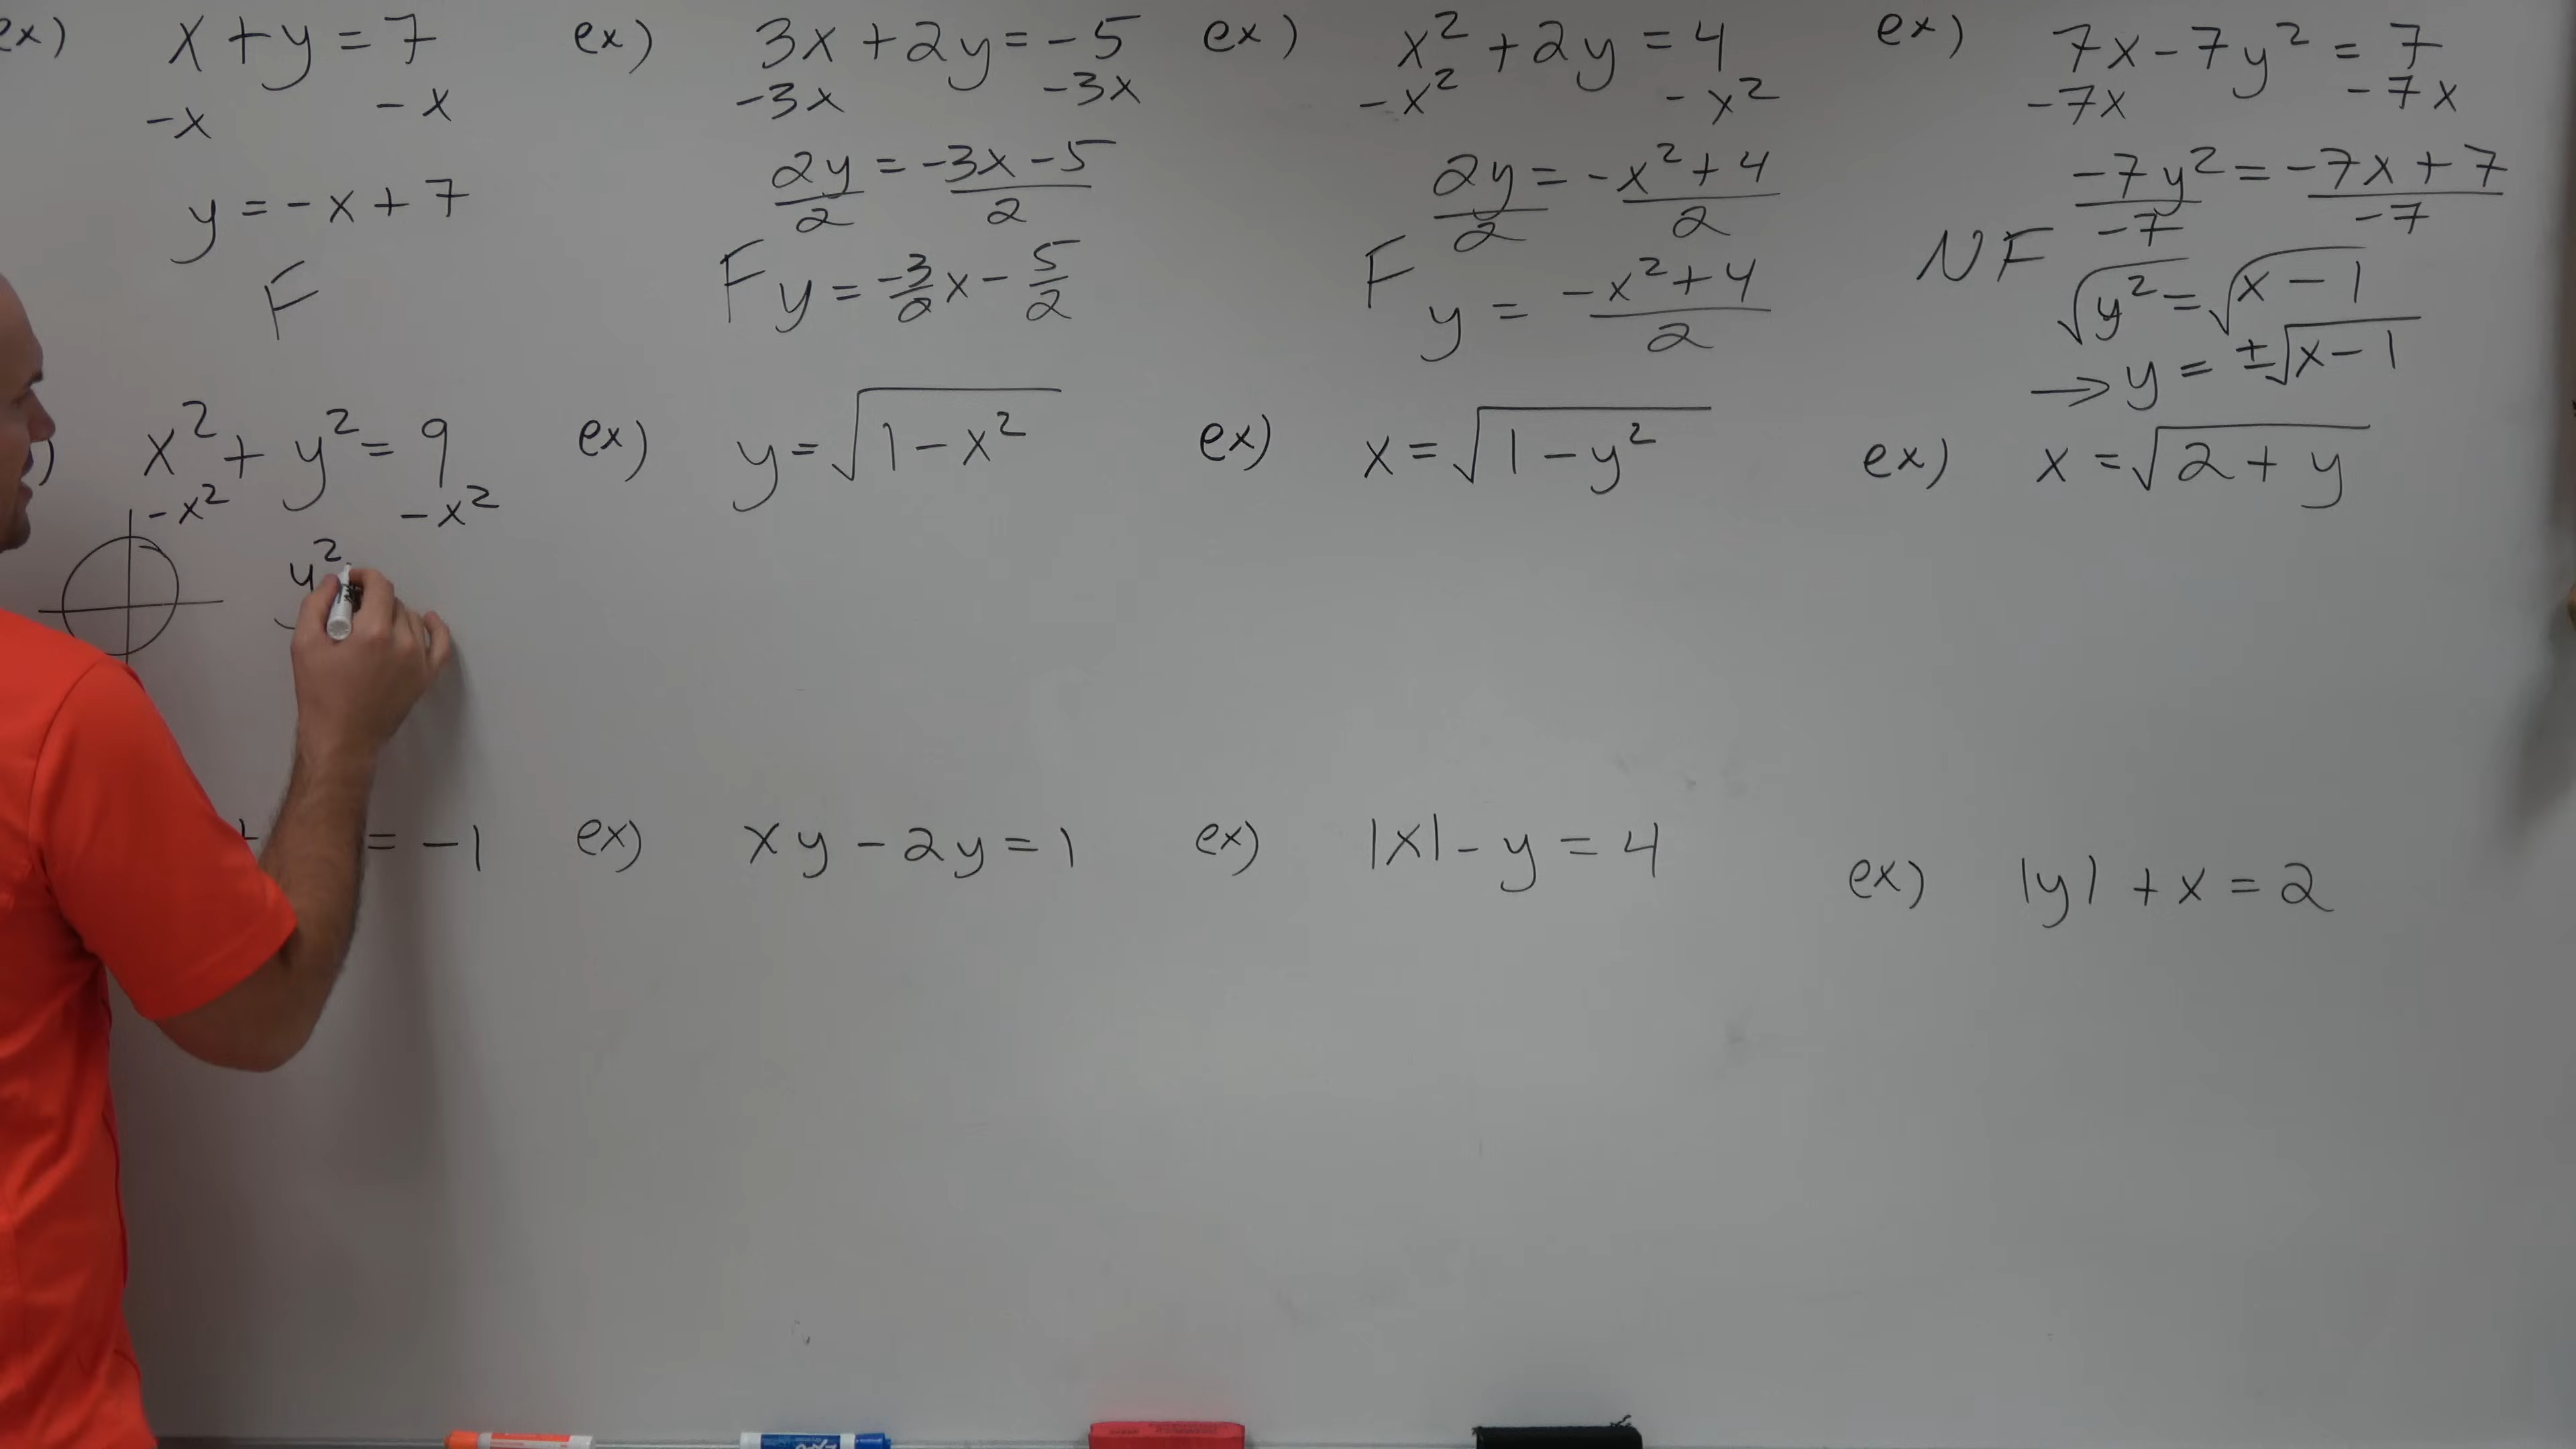 ex) x + y = 7
-x -x
y = -x + 7
F
ex) 3x + 2y = -5
-3x -3x
2y = -3x - 5
2 2
F y = -3/2 x - 5/2
ex) x² + 2y = 4
-x² -x²
2y = -x² + 4
2 2
F y = -x² + 4
2
ex) 7x - 7y² = 7
-7x -7x
-7y² = -7x + 7
-7 -7
NF √y² = √x - 1
→ y = ±√x - 1
) x² + y² = 9
-x² -x²
y²
ex) y = √1 - x²
ex) x = √1 - y²
ex) x = √2 + y
= -1
ex) xy - 2y = 1
ex) |x| - y = 4
ex) |y| + x = 2